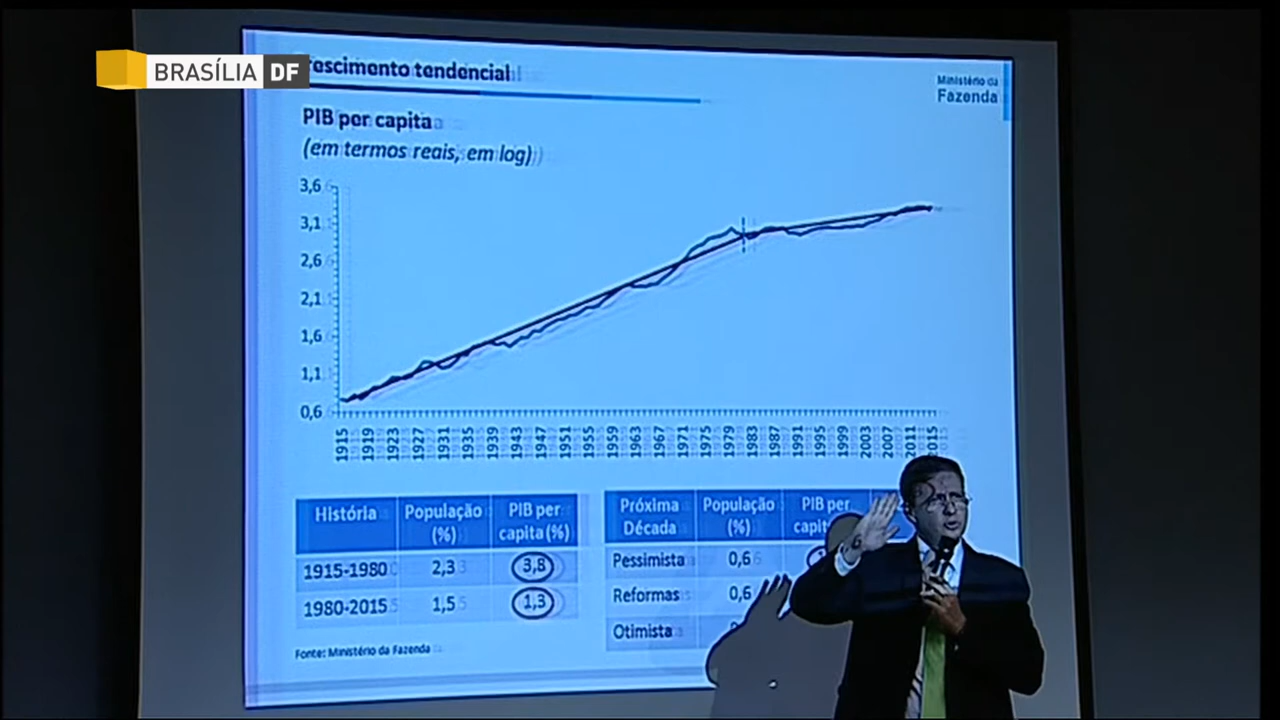 BRASÍLIA DF
rescimento tendencial
Ministério da
Fazenda
PIB per capita
(em termos reais, em log)
3,6
3,1
2,6
2,1
1,6
1,1
0,6
1915 1919 1923 1927 1931 1935 1939 1943 1947 1951 1955 1959 1963 1967 1971 1975 1979 1983 1987 1991 1995 1999 2003 2007 2011 2015
História População (%) PIB per capita (%)
1915-1980 2,3 3,8
1980-2015 1,5 1,3
Próxima Década População (%) PIB per
Pessimista 0,6
Reformas 0,6
Otimista
Fonte: Ministério da Fazenda